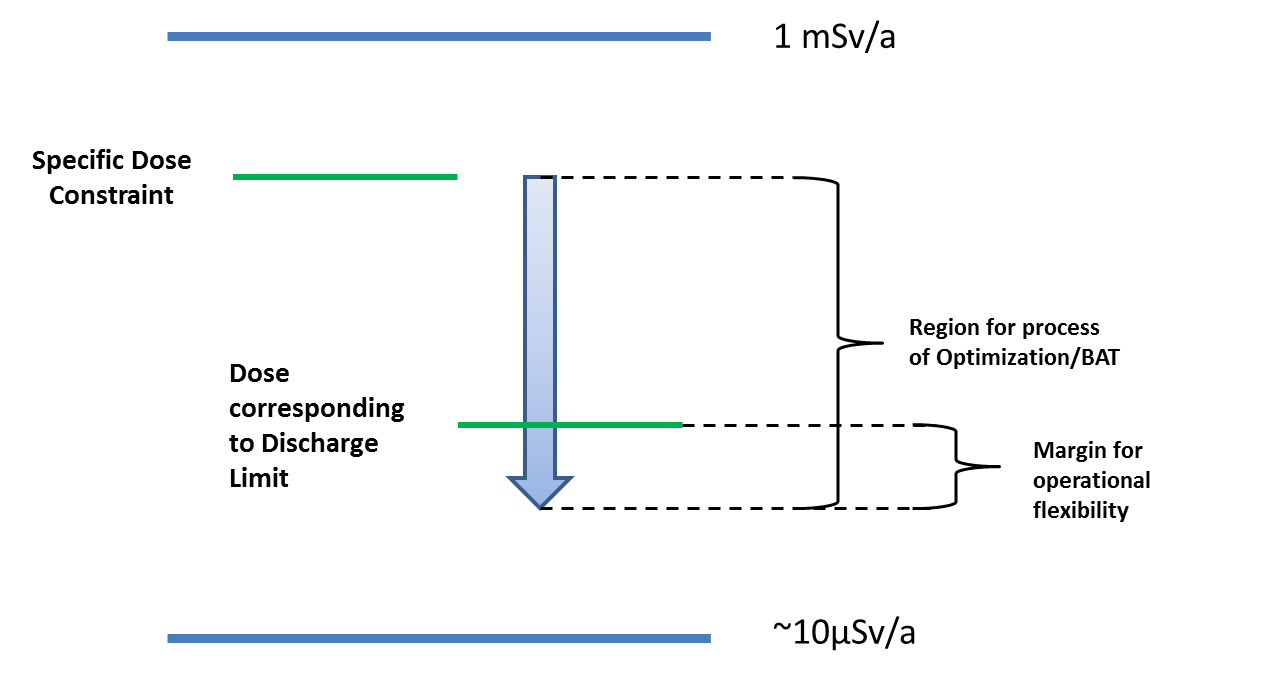 1 mSv/a
Specific Dose
Constraint
Region for process
of Optimization/BAT
Dose
corresponding
to Discharge
Limit
Margin for
operational
flexibility
~10µSv/a